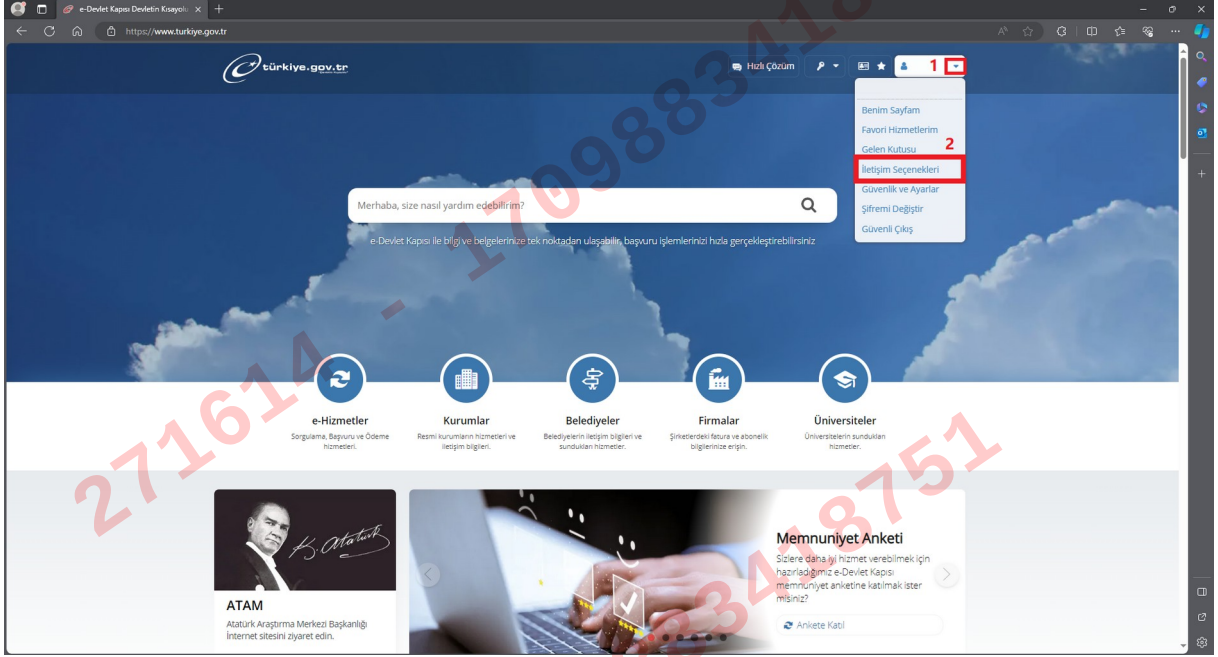 e-Devlet Kapısı Devletin Kısayolu
https://www.turkiye.gov.tr
türkiye.gov.tr
Hızlı Çözüm
1
Benim Sayfam
Favori Hizmetlerim
Gelen Kutusu
2
İletişim Seçenekleri
Güvenlik ve Ayarlar
Şifremi Değiştir
Güvenli Çıkış
Merhaba, size nasıl yardım edebilirim?
e-Devlet Kapısı ile bilgi ve belgelerinize tek noktadan ulaşabilir, başvuru işlemlerinizi hızla gerçekleştirebilirsiniz
271614 - 17098834187
e-Hizmetler
Sorgulama, Başvuru ve Ödeme
hizmetleri.
Kurumlar
Resmi kurumların hizmetleri ve
iletişim bilgileri.
Belediyeler
Belediyelerin iletişim bilgileri ve
sundukları hizmetler.
Firmalar
Şirketlerdeki fatura ve abonelik
bilgilerinize erişin.
Üniversiteler
Üniversitelerin sundukları
hizmetler.
K. Atatürk
ATAM
Atatürk Araştırma Merkezi Başkanlığı
İnternet sitesini ziyaret edin.
Memnuniyet Anketi
Sizlere daha iyi hizmet verebilmek için
hazırladığımız e-Devlet Kapısı
memnuniyet anketine katılmak ister
misiniz?
Ankete Katıl
83418751